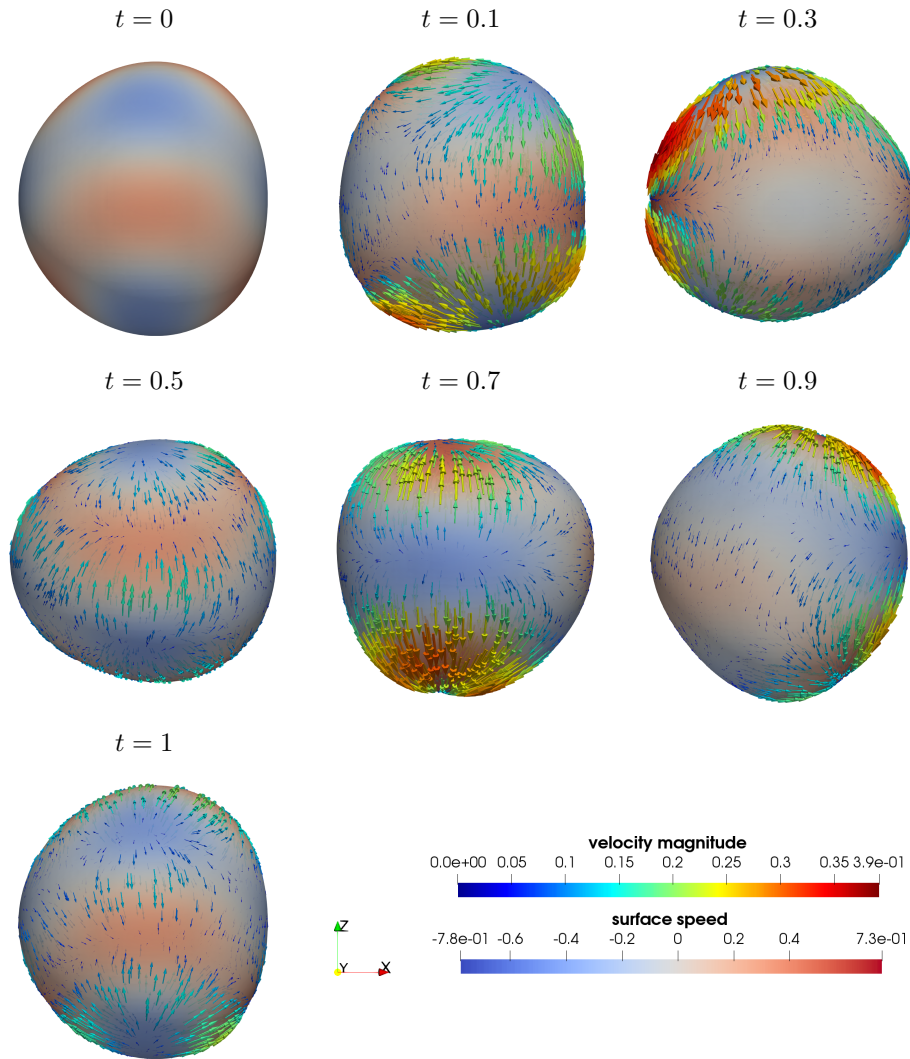 t = 0
t = 0.1
t = 0.3
t = 0.5
t = 0.7
t = 0.9
t = 1
velocity magnitude
0.0e+00 0.05 0.1 0.15 0.2 0.25 0.3 0.35 3.9e-01
surface speed
-7.8e-01 -0.6 -0.4 -0.2 0 0.2 0.4 7.3e-01
Z
Y X